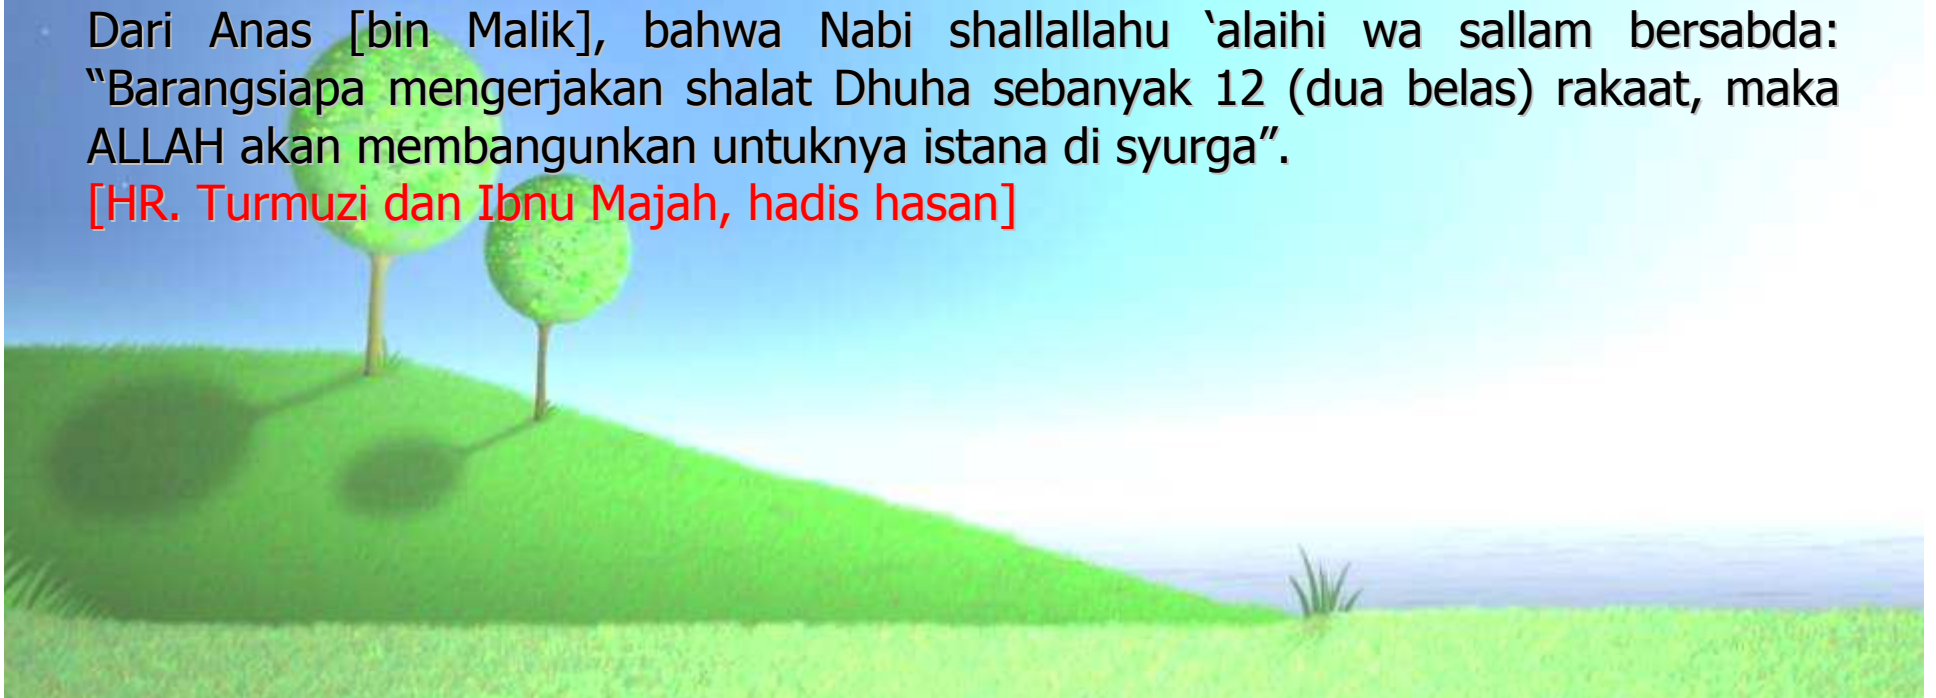 Dari Anas [bin Malik], bahwa Nabi shallallahu ‘alaihi wa sallam bersabda:
“Barangsiapa mengerjakan shalat Dhuha sebanyak 12 (dua belas) rakaat, maka
ALLAH akan membangunkan untuknya istana di syurga”.
[HR. Turmuzi dan Ibnu Majah, hadis hasan]